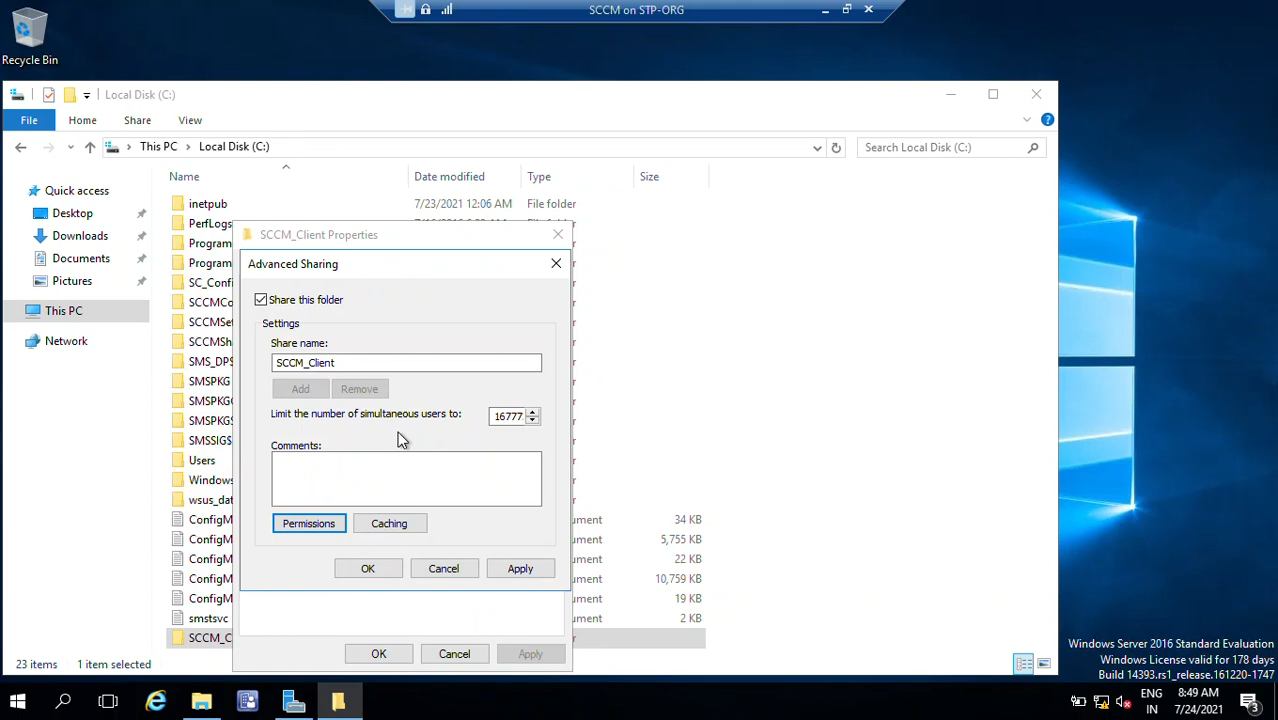 SCCM on STP-ORG
Recycle Bin
Local Disk (C:)
File Home Share View
This PC Local Disk (C:)
Search Local Disk (C:)
Name Date modified Type Size
Quick access
Desktop
Downloads
Documents
Pictures
This PC
Network
inetpub 7/23/2021 12:06 AM File folder
PerfLogs
Program
Program
SC_Confi
SCCMCo
SCCMSe
SCCMSh
SMS_DPS
SMSPKG
SMSPKG
SMSPKGS
SMSSIG$
Users
Windows
wsus_dat
ConfigM ument 34 KB
ConfigM ument 5,755 KB
ConfigM ument 22 KB
ConfigM ument 10,759 KB
ConfigM ument 19 KB
smstsvc ument 2 KB
SCCM_C
SCCM_Client Properties
Advanced Sharing
Share this folder
Settings
Share name:
SCCM_Client
Add Remove
Limit the number of simultaneous users to: 16777
Comments:
Permissions Caching
OK Cancel Apply
OK Cancel Apply
23 items 1 item selected
Windows Server 2016 Standard Evaluation
Windows License valid for 178 days
Build 14393.rs1_release.161220-1747
ENG
IN
8:49 AM
7/24/2021
3